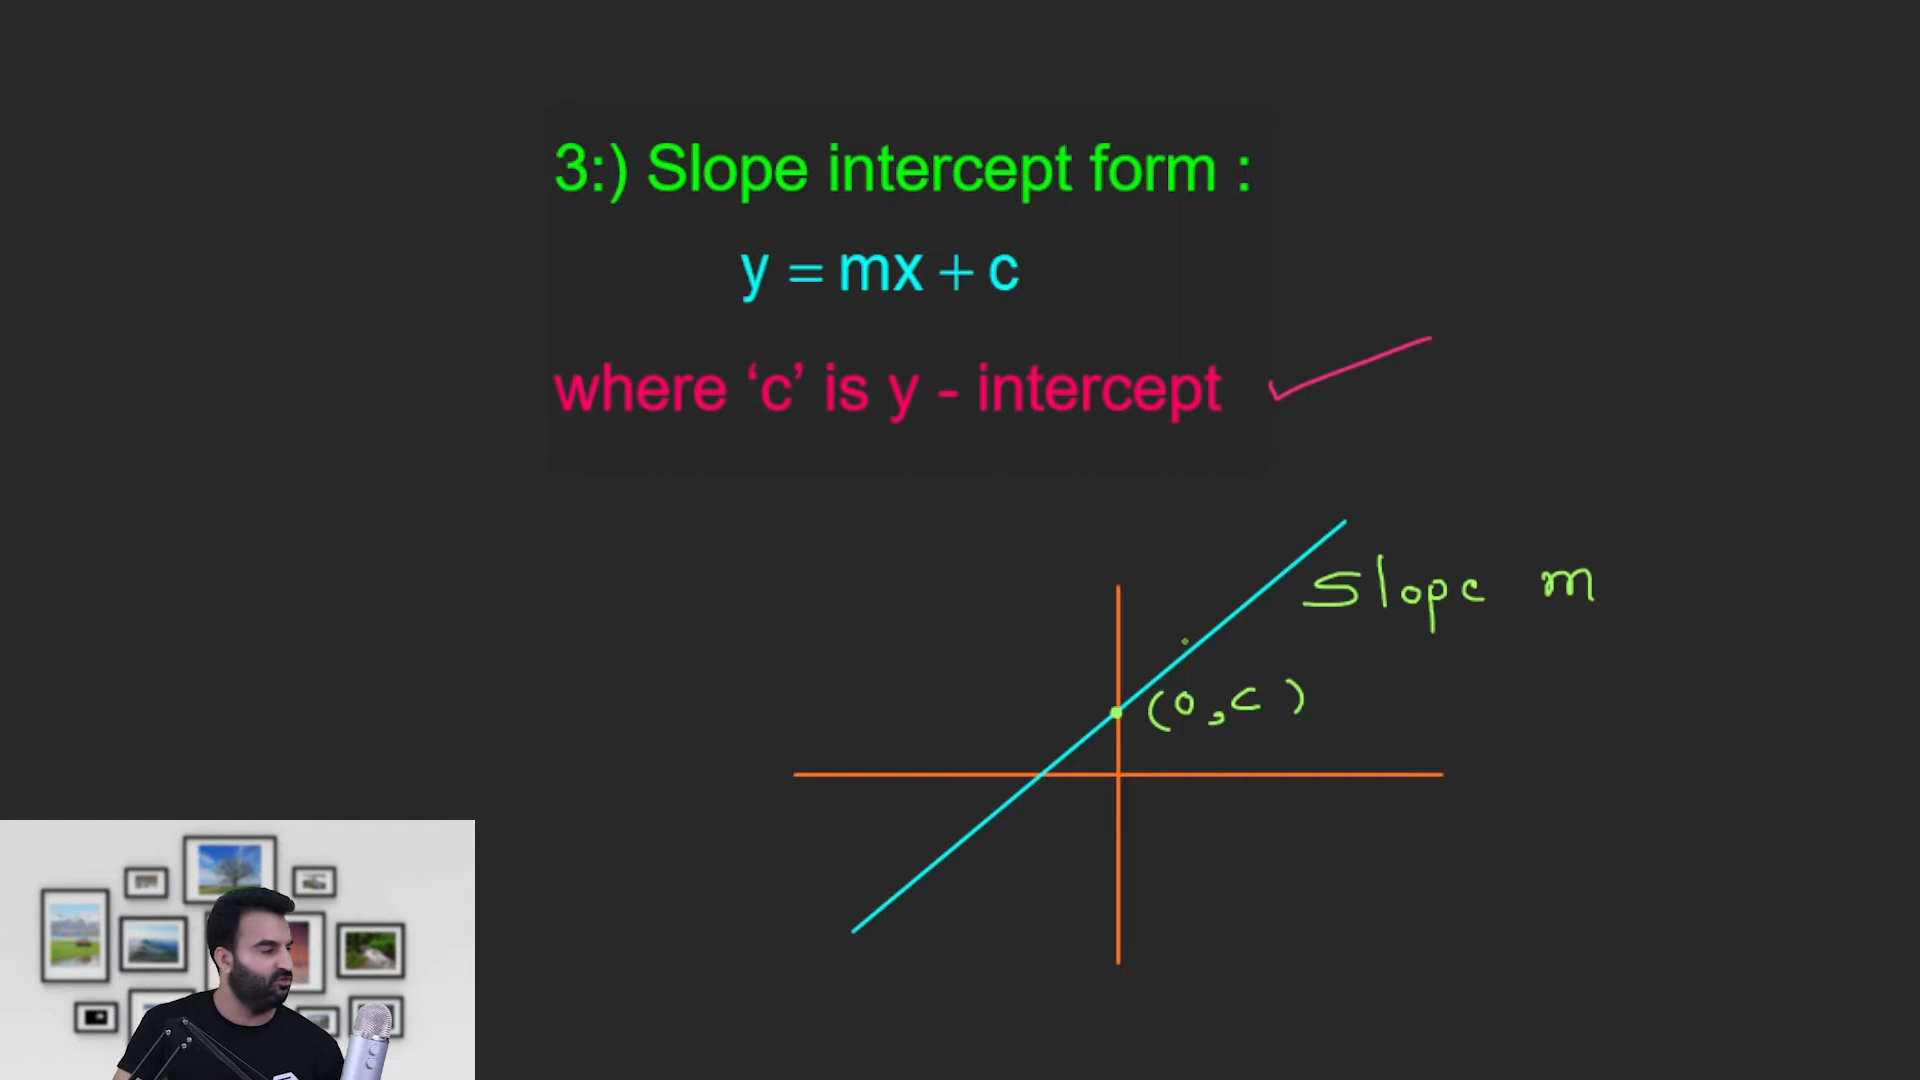 3:) Slope intercept form :
y = mx + c
where ‘c’ is y - intercept
Slope m
(0,c)